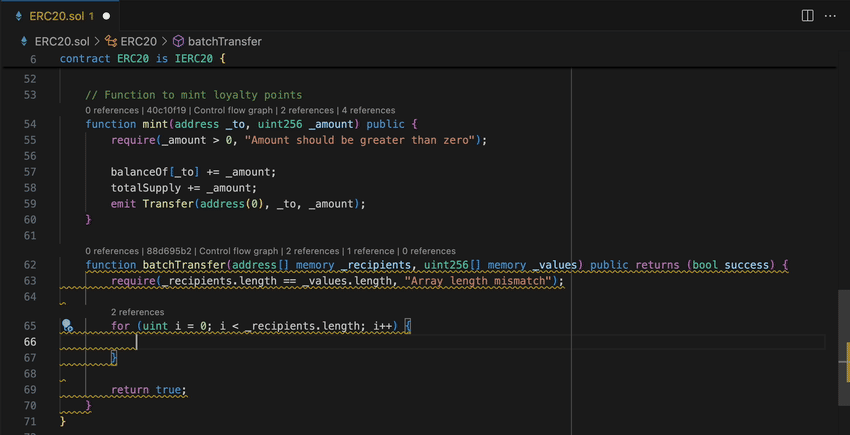 ERC20.sol 1
ERC20.sol > ERC20 > batchTransfer
6 contract ERC20 is IERC20 {
52
53 // Function to mint loyalty points
0 references | 40c10f19 | Control flow graph | 2 references | 4 references
54 function mint(address _to, uint256 _amount) public {
55 require(_amount > 0, "Amount should be greater than zero");
56
57 balanceOf[_to] += _amount;
58 totalSupply += _amount;
59 emit Transfer(address(0), _to, _amount);
60 }
61
0 references | 88d695b2 | Control flow graph | 2 references | 1 reference | 0 references
62 function batchTransfer(address[] memory _recipients, uint256[] memory _values) public returns (bool success) {
63 require(_recipients.length == _values.length, "Array length mismatch");
64
2 references
65 for (uint i = 0; i < _recipients.length; i++) {
66
67 }
68
69 return true;
70 }
71 }